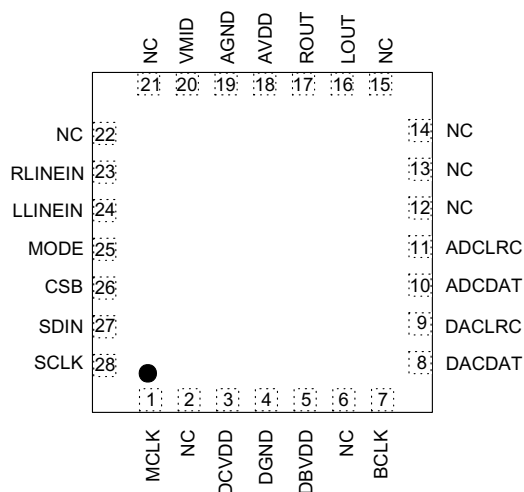 NC VMID AGND AVDD ROUT LOUT NC
21 20 19 18 17 16 15
NC 22
RLINEIN 23
LLINEIN 24
MODE 25
CSB 26
SDIN 27
SCLK 28
14 NC
13 NC
12 NC
11 ADCLRC
10 ADCDAT
9 DACLRC
8 DACDAT
1 2 3 4 5 6 7
MCLK NC DCVDD DGND DBVDD NC BCLK